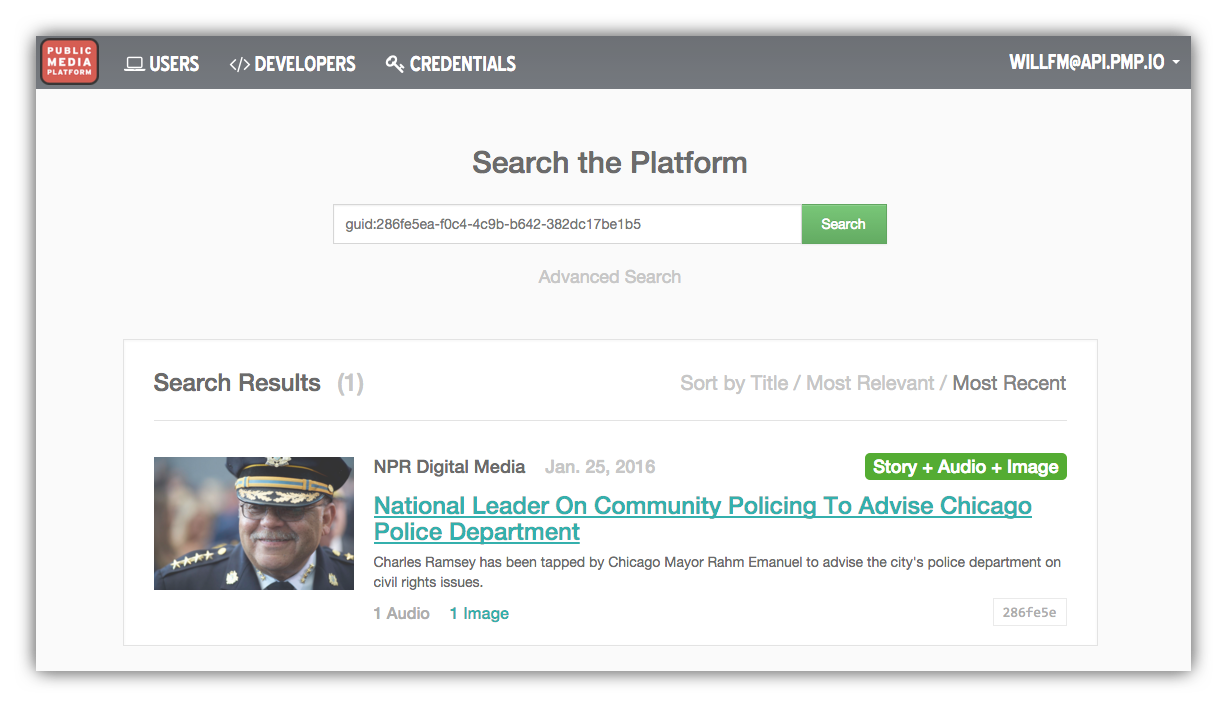 PUBLIC
MEDIA
PLATFORM
USERS
</> DEVELOPERS
CREDENTIALS
WILLFM@API.PMP.IO
Search the Platform
guid:286fe5ea-f0c4-4c9b-b642-382dc17be1b5
Search
Advanced Search
Search Results (1)
Sort by Title / Most Relevant / Most Recent
NPR Digital Media Jan. 25, 2016
Story + Audio + Image
National Leader On Community Policing To Advise Chicago
Police Department
Charles Ramsey has been tapped by Chicago Mayor Rahm Emanuel to advise the city's police department on
civil rights issues.
1 Audio 1 Image
286fe5e